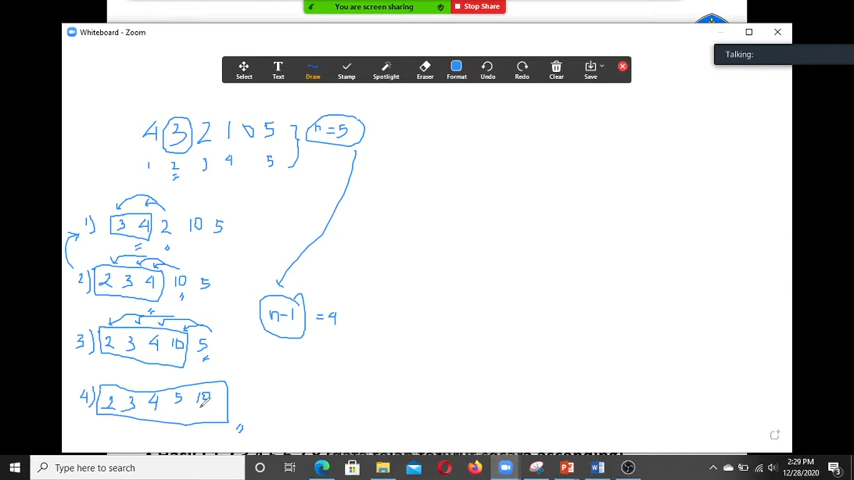 You are screen sharing
Stop Share
Whiteboard - Zoom
Talking:
Select Text Draw Stamp Spotlight Eraser Format Undo Redo Clear Save
4 3 2 10 5 } n=5
1 2 3 4 5
1) 3 4 2 10 5
2) 2 3 4 10 5
n-1 = 4
3) 2 3 4 10 5
4) 2 3 4 5 10
Type here to search
2:29 PM
12/28/2020
3